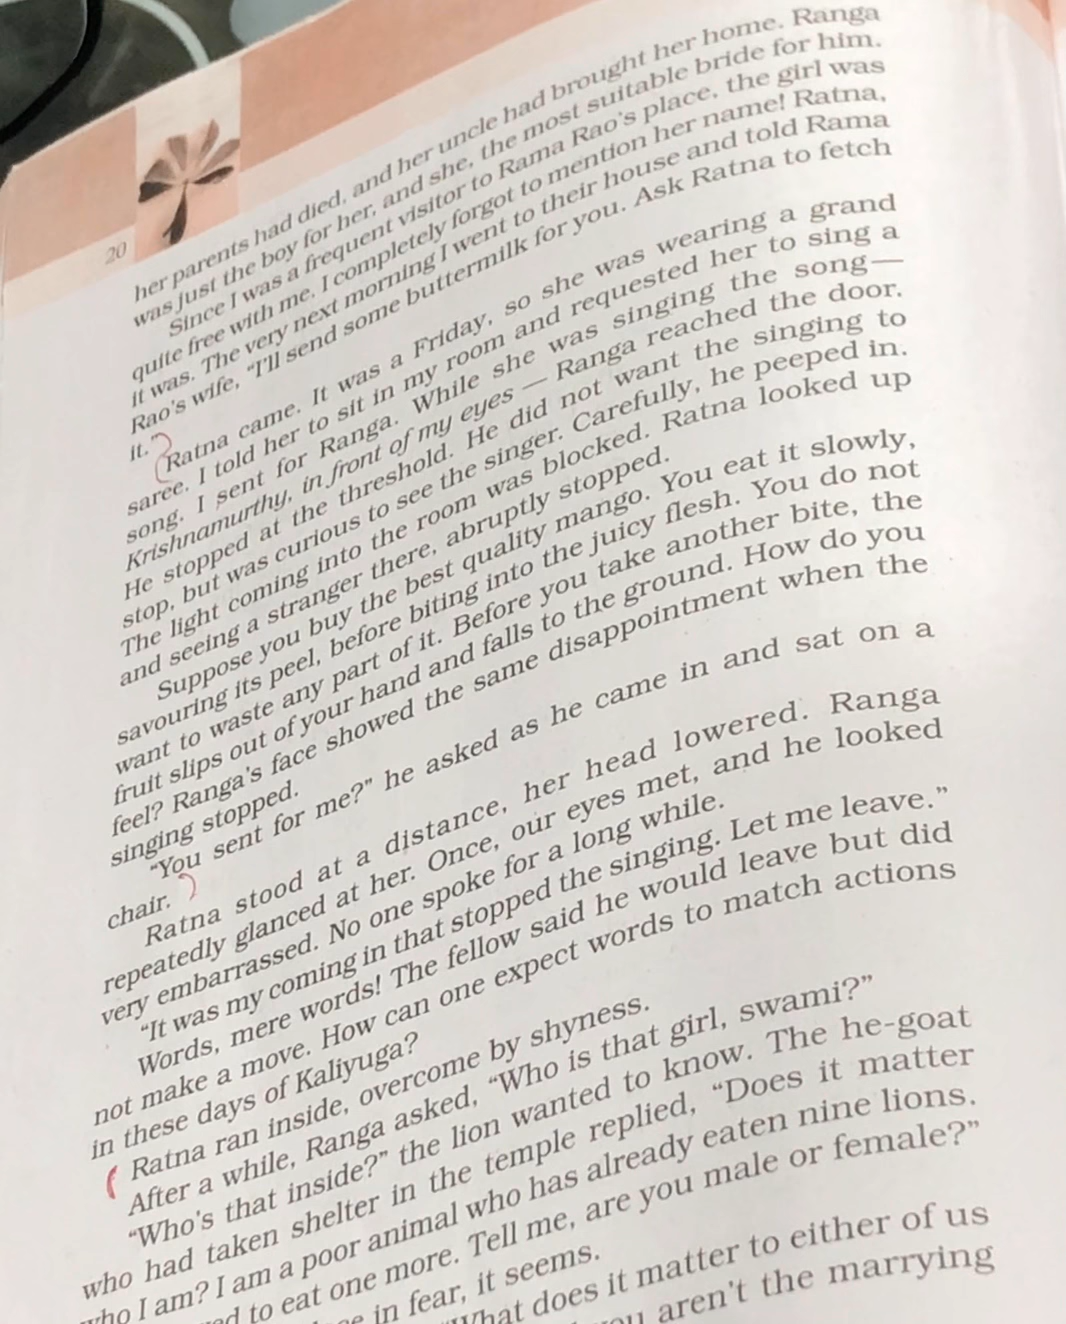 20
her parents had died, and her uncle had brought her home. Ranga
was just the boy for her, and she, the most suitable bride for him.
Since I was a frequent visitor to Rama Rao's place, the girl was
quite free with me. I completely forgot to mention her name! Ratna,
it was. The very next morning I went to their house and told Rama
Rao's wife, “I'll send some buttermilk for you. Ask Ratna to fetch
it.”
Ratna came. It was a Friday, so she was wearing a grand
saree. I told her to sit in my room and requested her to sing a
song. I sent for Ranga. While she was singing the song—
Krishnamurthy, in front of my eyes — Ranga reached the door.
He stopped at the threshold. He did not want the singing to
stop, but was curious to see the singer. Carefully, he peeped in.
The light coming into the room was blocked. Ratna looked up
and seeing a stranger there, abruptly stopped.
Suppose you buy the best quality mango. You eat it slowly,
savouring its peel, before biting into the juicy flesh. You do not
want to waste any part of it. Before you take another bite, the
fruit slips out of your hand and falls to the ground. How do you
feel? Ranga's face showed the same disappointment when the
singing stopped.
“You sent for me?” he asked as he came in and sat on a
chair.
Ratna stood at a distance, her head lowered. Ranga
repeatedly glanced at her. Once, our eyes met, and he looked
very embarrassed. No one spoke for a long while.
“It was my coming in that stopped the singing. Let me leave.”
Words, mere words! The fellow said he would leave but did
not make a move. How can one expect words to match actions
in these days of Kaliyuga?
Ratna ran inside, overcome by shyness.
After a while, Ranga asked, “Who is that girl, swami?”
“Who's that inside?” the lion wanted to know. The he-goat
who had taken shelter in the temple replied, “Does it matter
who I am? I am a poor animal who has already eaten nine lions.
to eat one more. Tell me, are you male or female?”
in fear, it seems.
What does it matter to either of us
aren't the marrying